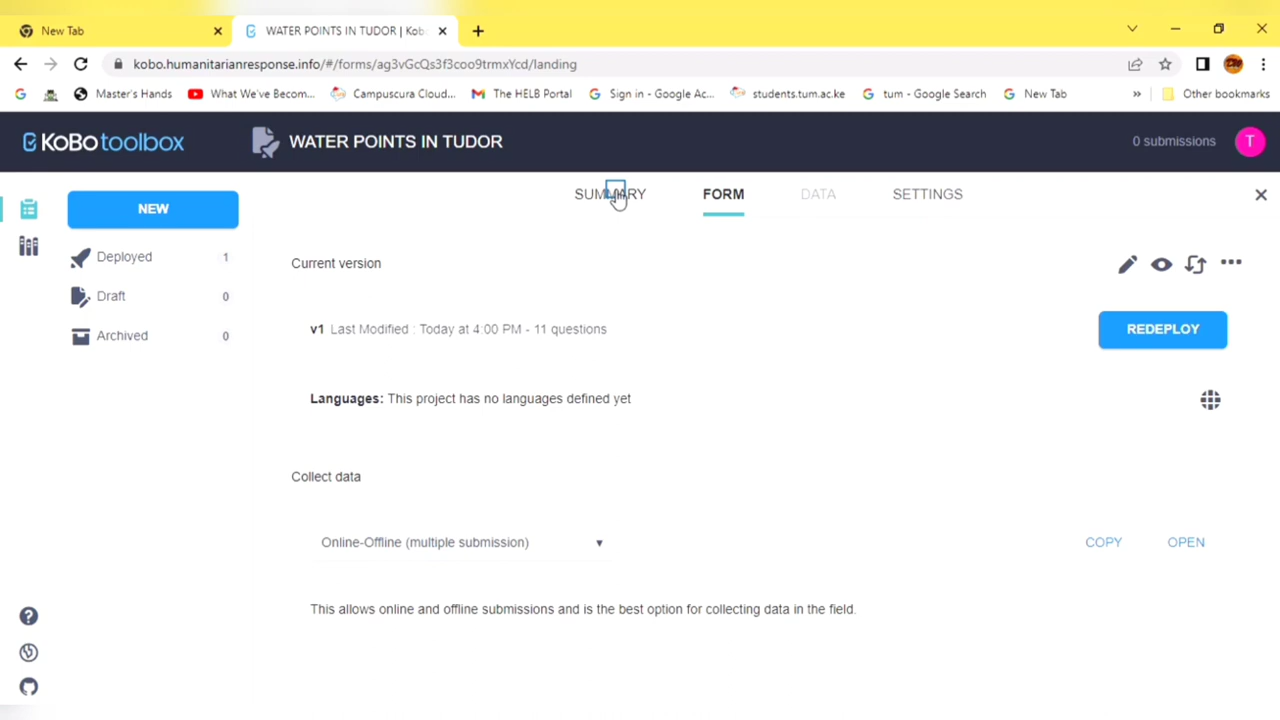 New Tab
WATER POINTS IN TUDOR | Kob
kobo.humanitarianresponse.info/#/forms/ag3vGcQs3f3coo9trmxYcd/landing
Master's Hands
What We've Becom...
Campuscura Cloud...
The HELB Portal
Sign in - Google Ac...
students.tum.ac.ke
tum - Google Search
New Tab
»
Other bookmarks
KoBotoolbox
WATER POINTS IN TUDOR
0 submissions
T
SUMMARY
FORM
DATA
SETTINGS
NEW
Deployed 1
Draft 0
Archived 0
Current version
v1 Last Modified : Today at 4:00 PM - 11 questions
REDEPLOY
Languages: This project has no languages defined yet
Collect data
Online-Offline (multiple submission)
COPY
OPEN
This allows online and offline submissions and is the best option for collecting data in the field.